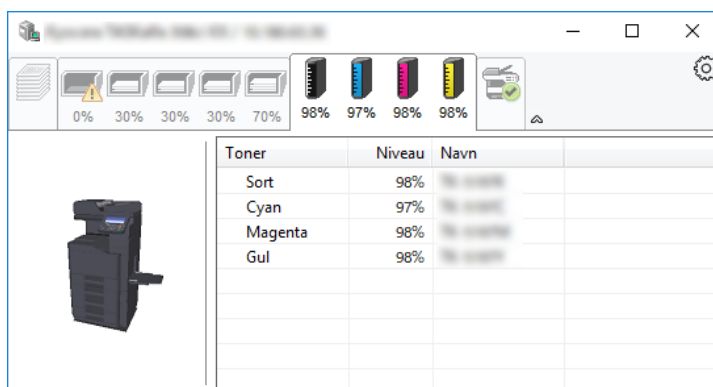 0% 30% 30% 30% 70% 98% 97% 98% 98%
Toner Niveau Navn
Sort 98%
Cyan 97%
Magenta 98%
Gul 98%